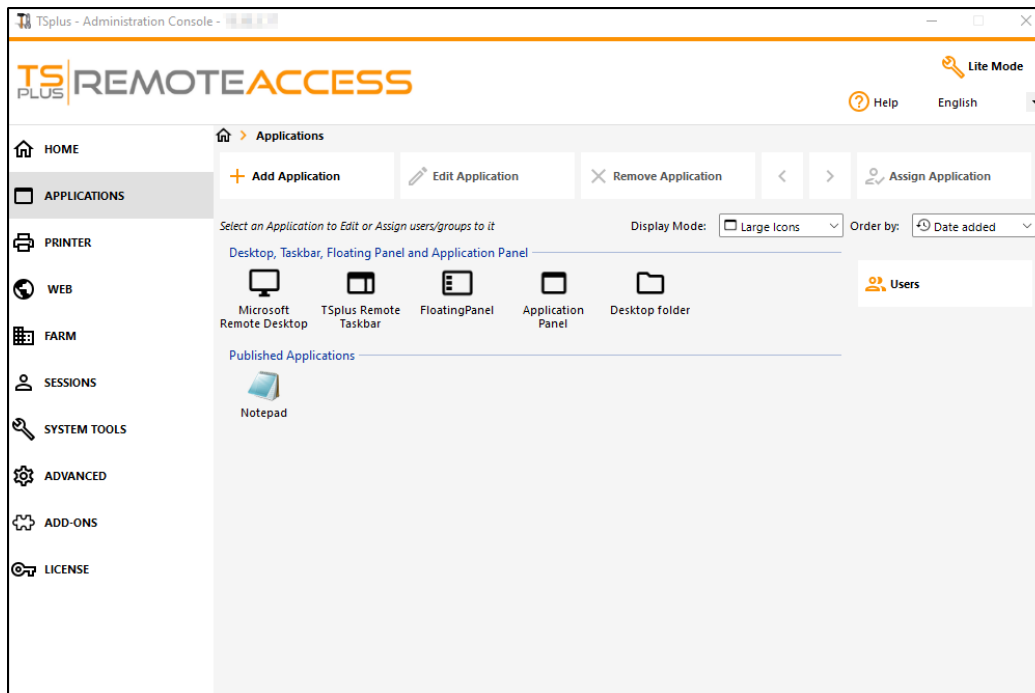 TSplus - Administration Console -
TS PLUS REMOTEACCESS
Lite Mode
Help English
HOME
APPLICATIONS
PRINTER
WEB
FARM
SESSIONS
SYSTEM TOOLS
ADVANCED
ADD-ONS
LICENSE
Applications
Add Application Edit Application Remove Application Assign Application
Select an Application to Edit or Assign users/groups to it Display Mode: Large Icons Order by: Date added
Desktop, Taskbar, Floating Panel and Application Panel
Users
Microsoft Remote Desktop
TSplus Remote Taskbar
FloatingPanel
Application Panel
Desktop folder
Published Applications
Notepad